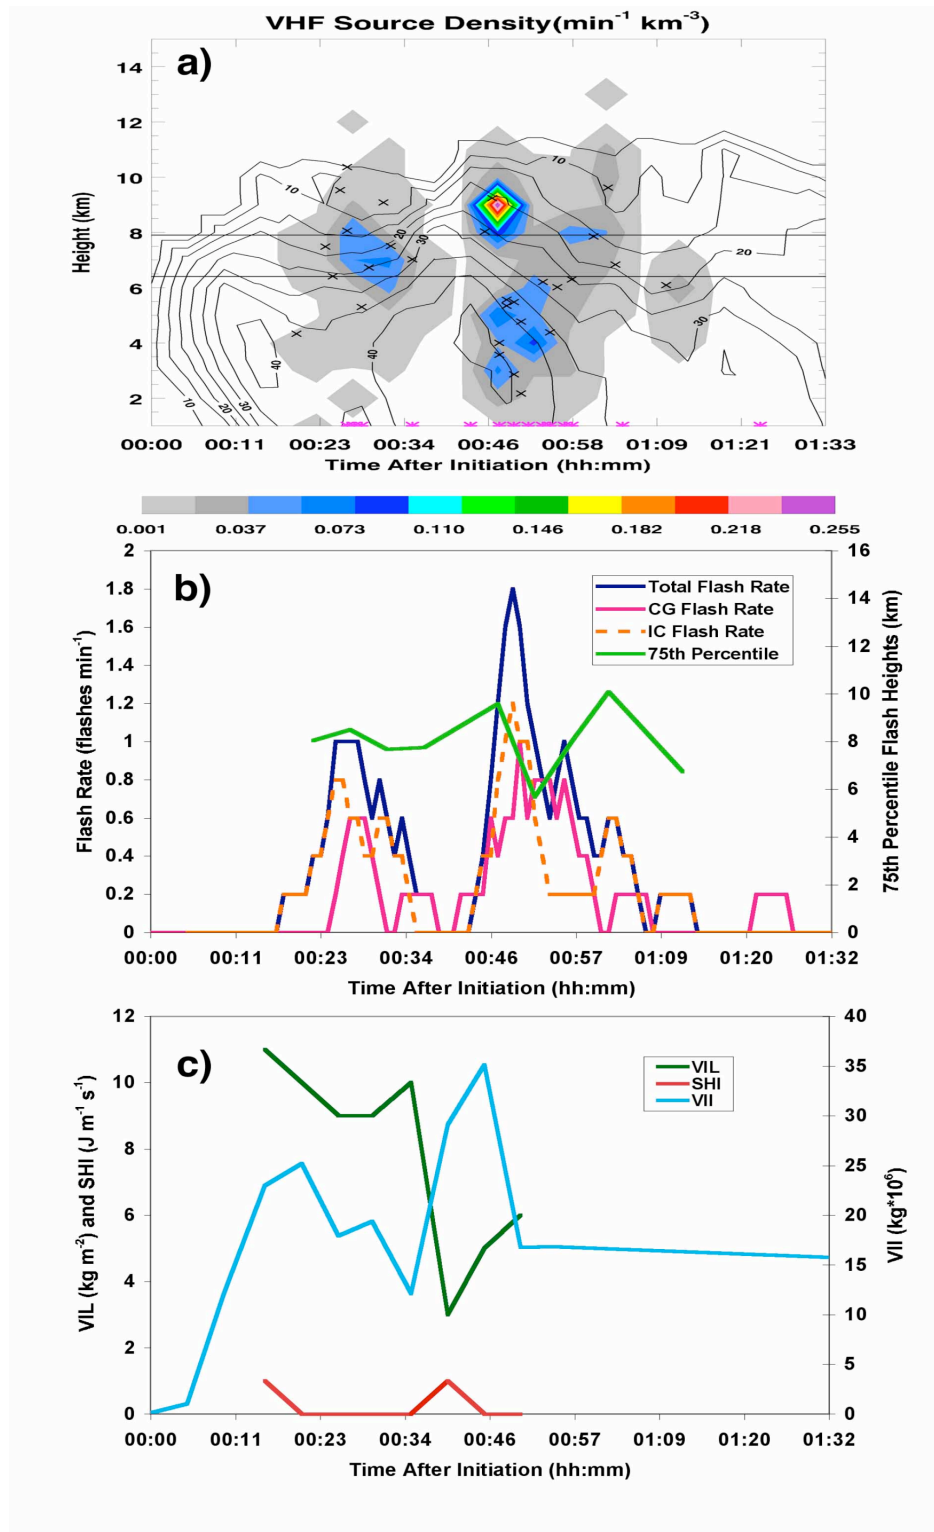 VHF Source Density(min⁻¹ km⁻³)
a)
14
12
10
8
6
4
2
Height (km)
10
10
20
30
20
30
40
40
10
20
30
00:00 00:11 00:23 00:34 00:46 00:58 01:09 01:21 01:33
Time After Initiation (hh:mm)
0.001 0.037 0.073 0.110 0.146 0.182 0.218 0.255
b)
2
1.8
1.6
1.4
1.2
1
0.8
0.6
0.4
0.2
0
Flash Rate (flashes min⁻¹)
Total Flash Rate
CG Flash Rate
IC Flash Rate
75th Percentile
16
14
12
10
8
6
4
2
0
75th Percentile Flash Heights (km)
00:00 00:11 00:23 00:34 00:46 00:57 01:09 01:20 01:32
Time After Initiation (hh:mm)
c)
12
10
8
6
4
2
0
VIL (kg m⁻²) and SHI (J m⁻¹ s⁻¹)
VIL
SHI
VII
40
35
30
25
20
15
10
5
0
VII (kg*10⁶)
00:00 00:11 00:23 00:34 00:46 00:57 01:09 01:20 01:32
Time After Initiation (hh:mm)